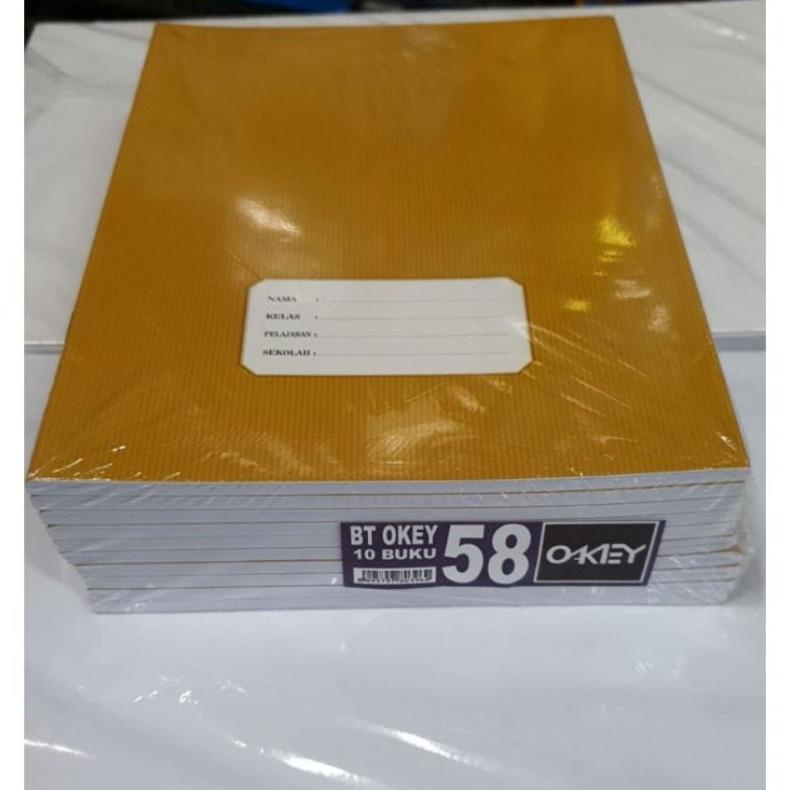 NAMA :
KELAS :
PELAJARAN :
SEKOLAH :
BT OKEY
10 BUKU
58
OKEY